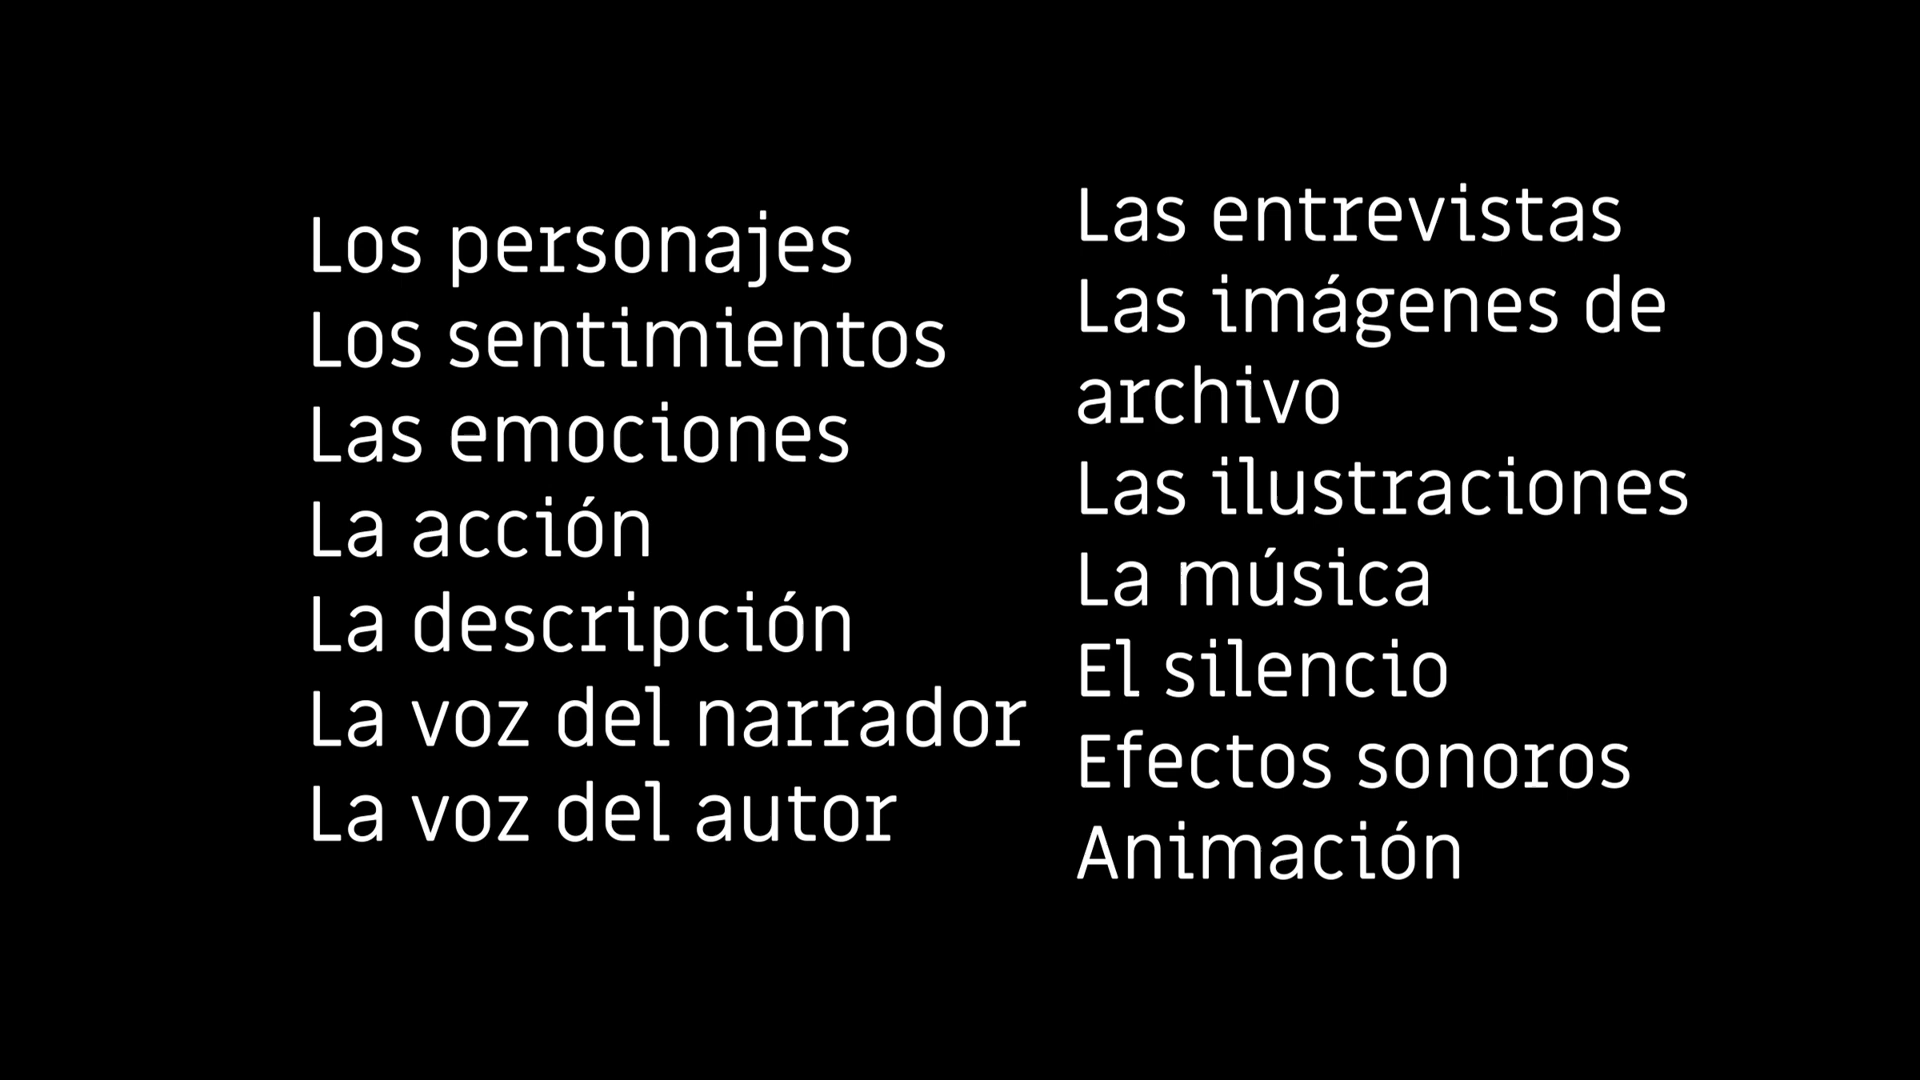 Los personajes
Los sentimientos
Las emociones
La acción
La descripción
La voz del narrador
La voz del autor
Las entrevistas
Las imágenes de
archivo
Las ilustraciones
La música
El silencio
Efectos sonoros
Animación